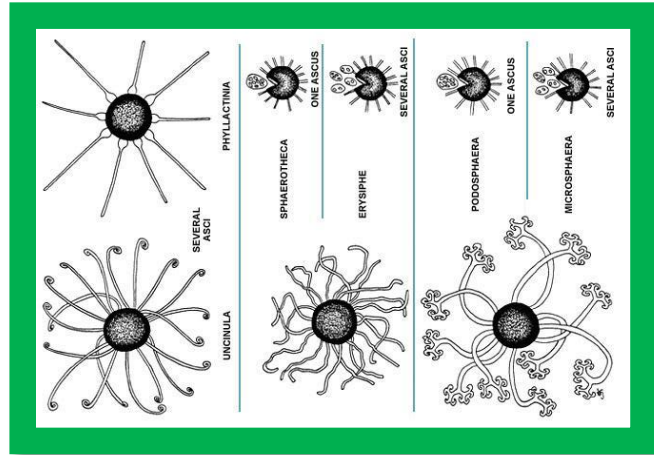 SEVERAL
ASCI
UNCINULA
PHYLLACTINIA
SPHAEROTHECA
ONE ASCUS
ERYSIPHE
SEVERAL ASCI
PODOSPHAERA
ONE ASCUS
MICROSPHAERA
SEVERAL ASCI